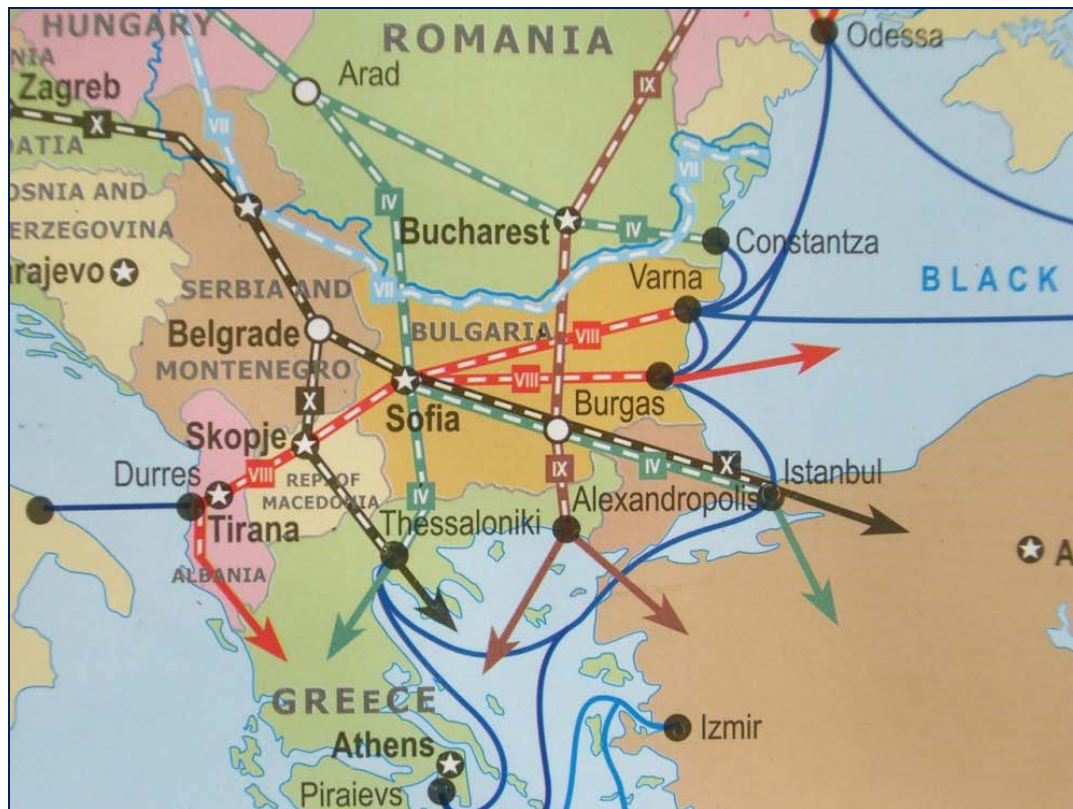 HUNGARY
ROMANIA
Odessa
NIA
Arad
IX
Zagreb
X
VII
VII
ATIA
OSNIA AND
IV
ERZEGOVINA
Bucharest
IV
Constantza
arajevo
Varna
BLACK
SERBIA AND
VII
Belgrade
BULGARIA
VIII
MONTENEGRO
VIII
X
Sofia
Burgas
Skopje
VIII
IX
IV
X
Istanbul
Durres
REP. OF
MACEDONIA
IV
Alexandropolis
Tirana
Thessaloniki
ALBANIA
A
GREECE
Izmir
Athens
Piraievs